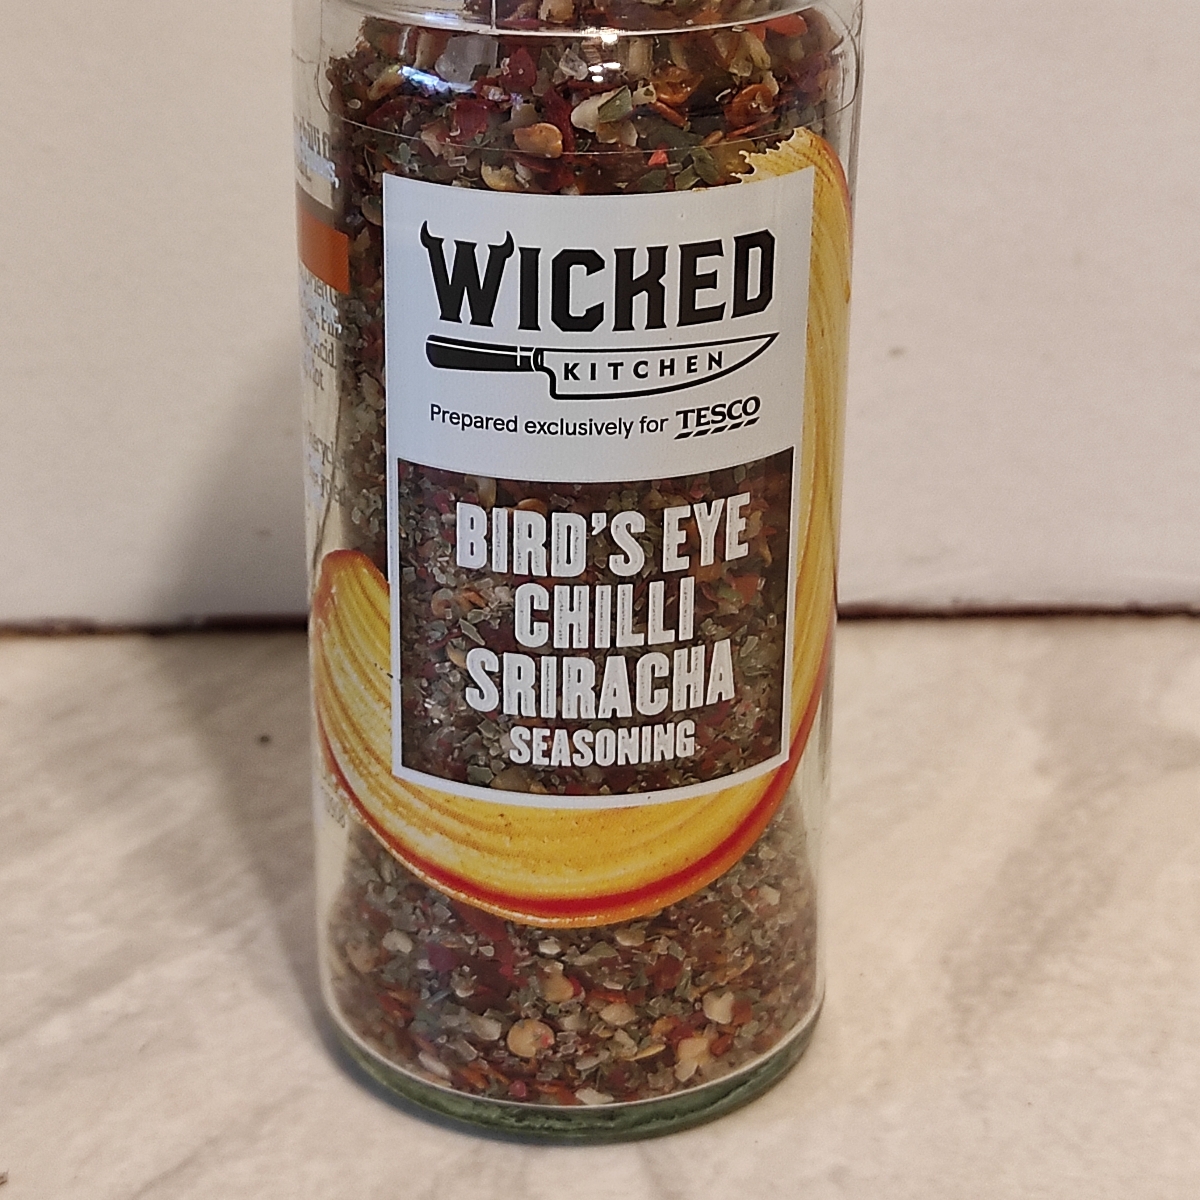 WICKED
KITCHEN
Prepared exclusively for TESCO
BIRD'S EYE
CHILLI
SRIRACHA
SEASONING